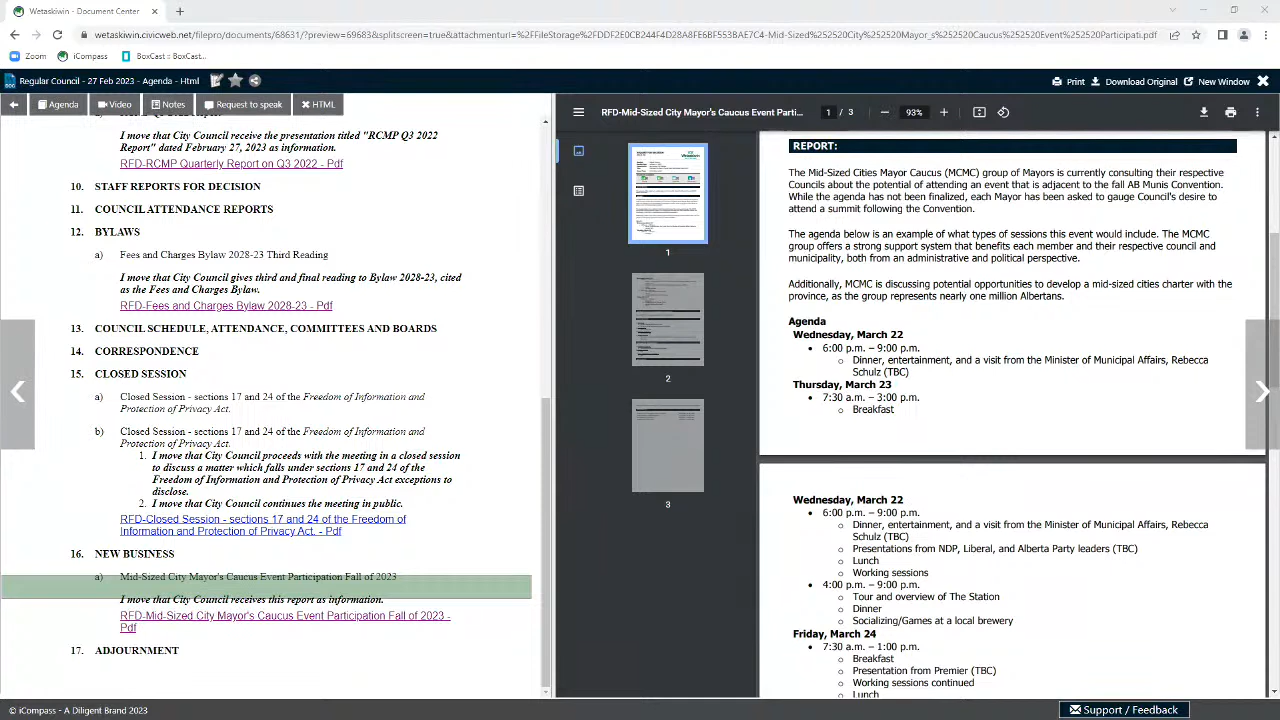 Wetaskiwin - Document Center
wetaskiwin.civicweb.net/filepro/documents/68631/?preview=69683&splitscreen=true&attachmenturi=%2FFileStorage%2FDDF2E0CB244F4D28A8FE6BF553BAE7C4-Mid-Sized%252520City%252520Mayor_s%252520Caucus%252520Event%252520Participati.pdf
Zoom
iCompass
BoxCast :: BoxCas...
Regular Council - 27 Feb 2023 - Agenda - Html
Print
Download Original
New Window
Agenda
Video
Notes
Request to speak
HTML
I move that City Council receive the presentation titled "RCMP Q3 2022
Report" dated February 27, 2023 as information.
RFD-RCMP Quarterly Report on Q3 2022 - Pdf
10. STAFF REPORTS FOR DECISION
11. COUNCIL ATTENDANCE REPORTS
12. BYLAWS
a) Fees and Charges Bylaw 2028-23 Third Reading
I move that City Council gives third and final reading to Bylaw 2028-23, cited
as the Fees and Charges Bylaw.
RFD-Fees and Charges Bylaw 2028-23 - Pdf
13. COUNCIL SCHEDULE, ATTENDANCE, COMMITTEES AND BOARDS
14. CORRESPONDENCE
15. CLOSED SESSION
a) Closed Session - sections 17 and 24 of the Freedom of Information and
Protection of Privacy Act.
b) Closed Session - sections 17 and 24 of the Freedom of Information and
Protection of Privacy Act.
1. I move that City Council proceeds with the meeting in a closed session
to discuss a matter which falls under sections 17 and 24 of the
Freedom of Information and Protection of Privacy Act exceptions to
disclose.
2. I move that City Council continues the meeting in public.
RFD-Closed Session - sections 17 and 24 of the Freedom of
Information and Protection of Privacy Act. - Pdf
16. NEW BUSINESS
a) Mid-Sized City Mayor's Caucus Event Participation Fall of 2023
I move that City Council receives this report as information.
RFD-Mid-Sized City Mayor's Caucus Event Participation Fall of 2023 -
Pdf
17. ADJOURNMENT
RFD-Mid-Sized City Mayor's Caucus Event Parti...
1 / 3
93%
1
2
3
REPORT:
The Mid-Sized Cities Mayor Caucus (MCMC) group of Mayors is currently consulting their respective
Councils about the potential of attending an event that is adjacent to the fall AB Munis Convention.
While the agenda has not been finalized, each Mayor has been asked to gauge Council's desire to
attend a summit following the Convention.
The agenda below is an example of what types of sessions this event would include. The MCMC
group offers a strong support system that benefits each member and their respective council and
municipality, both from an administrative and political perspective.
Additionally, MCMC is discussing potential opportunities to develop a mid-sized cities charter with the
province, as the group represents nearly one million Albertans.
Agenda
Wednesday, March 22
• 6:00 p.m. – 9:00 p.m.
o Dinner, entertainment, and a visit from the Minister of Municipal Affairs, Rebecca
Schulz (TBC)
Thursday, March 23
• 7:30 a.m. – 3:00 p.m.
o Breakfast
Wednesday, March 22
• 6:00 p.m. – 9:00 p.m.
o Dinner, entertainment, and a visit from the Minister of Municipal Affairs, Rebecca
Schulz (TBC)
o Presentations from NDP, Liberal, and Alberta Party leaders (TBC)
o Lunch
o Working sessions
• 4:00 p.m. – 9:00 p.m.
o Tour and overview of The Station
o Dinner
o Socializing/Games at a local brewery
Friday, March 24
• 7:30 a.m. – 1:00 p.m.
o Breakfast
o Presentation from Premier (TBC)
o Working sessions continued
o Lunch
© iCompass - A Diligent Brand 2023
Support / Feedback